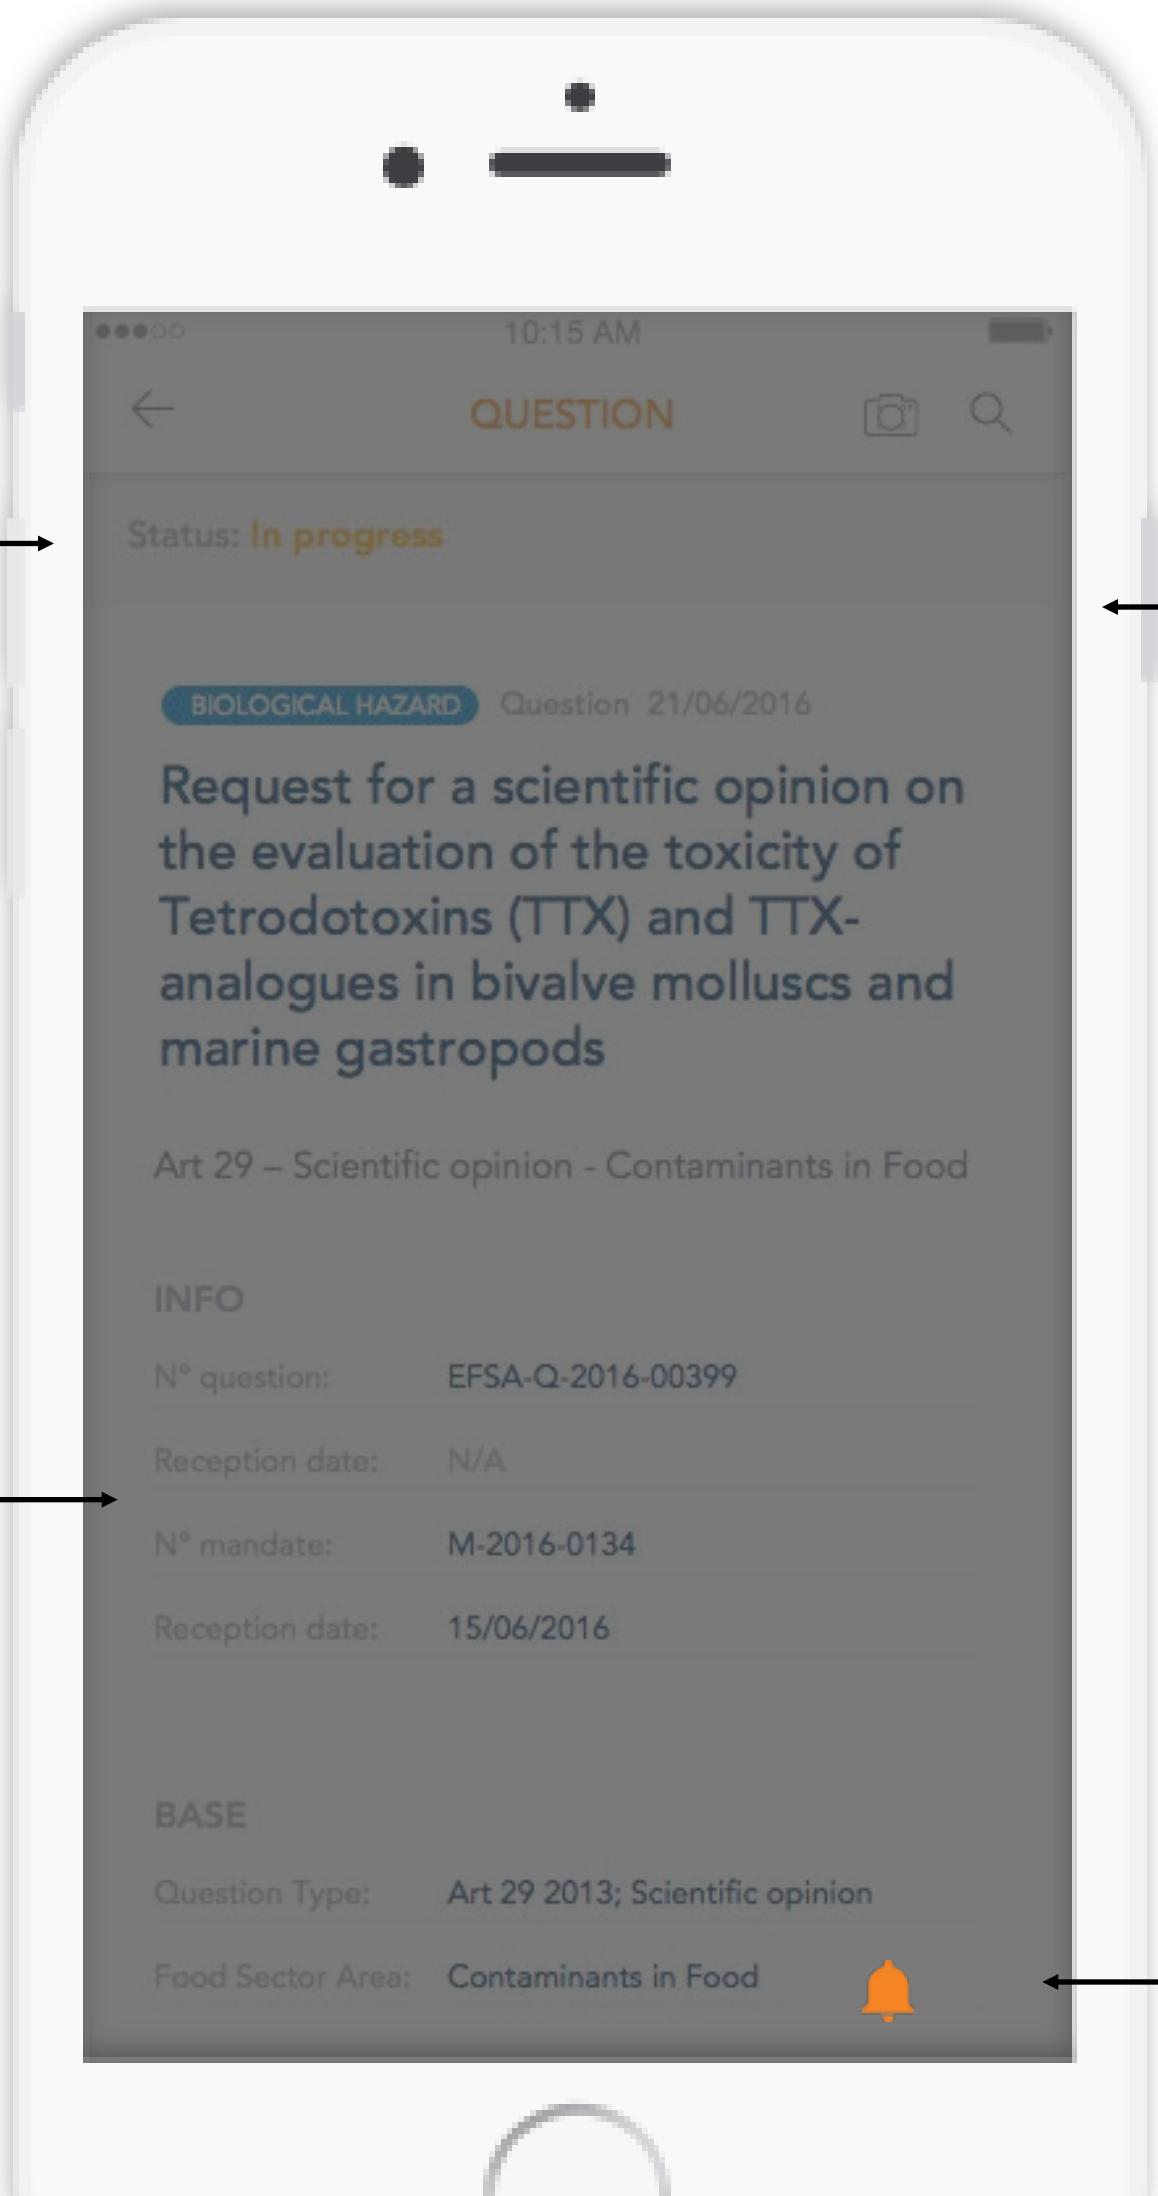 10:15 AM
QUESTION
Status: In progress
BIOLOGICAL HAZARD Question 21/06/2016
Request for a scientific opinion on
the evaluation of the toxicity of
Tetrodotoxins (TTX) and TTX-
analogues in bivalve molluscs and
marine gastropods
Art 29 – Scientific opinion - Contaminants in Food
INFO
N° question: EFSA-Q-2016-00399
Reception date: N/A
N° mandate: M-2016-0134
Reception date: 15/06/2016
BASE
Question Type: Art 29 2013; Scientific opinion
Food Sector Area: Contaminants in Food